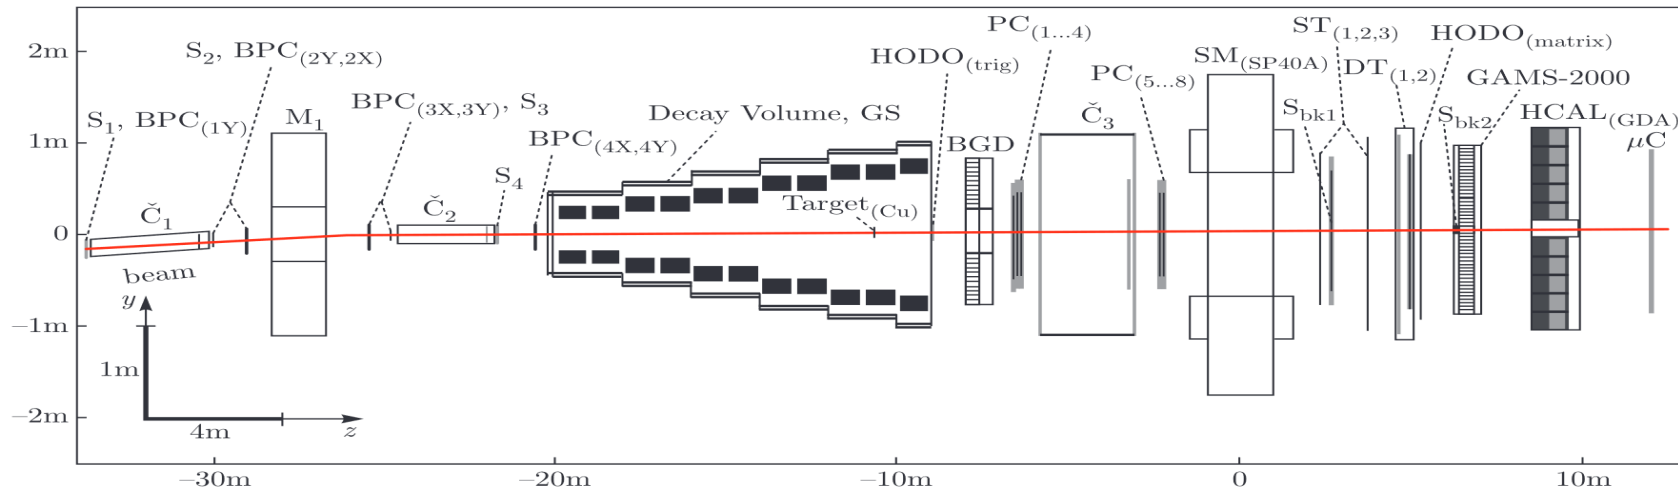 2m
1m
0
–1m
–2m
S1, BPC(1Y)
S2, BPC(2Y,2X)
M1
Č1
beam
BPC(3X,3Y), S3
Č2
S4
BPC(4X,4Y)
Decay Volume, GS
Target(Cu)
HODO(trig)
BGD
PC(1...4)
Č3
PC(5...8)
SM(SP40A)
Sbk1
ST(1,2,3)
DT(1,2)
HODO(matrix)
Sbk2
GAMS-2000
HCAL(GDA)
μC
y
1m
4m
z
–30m
–20m
–10m
0
10m